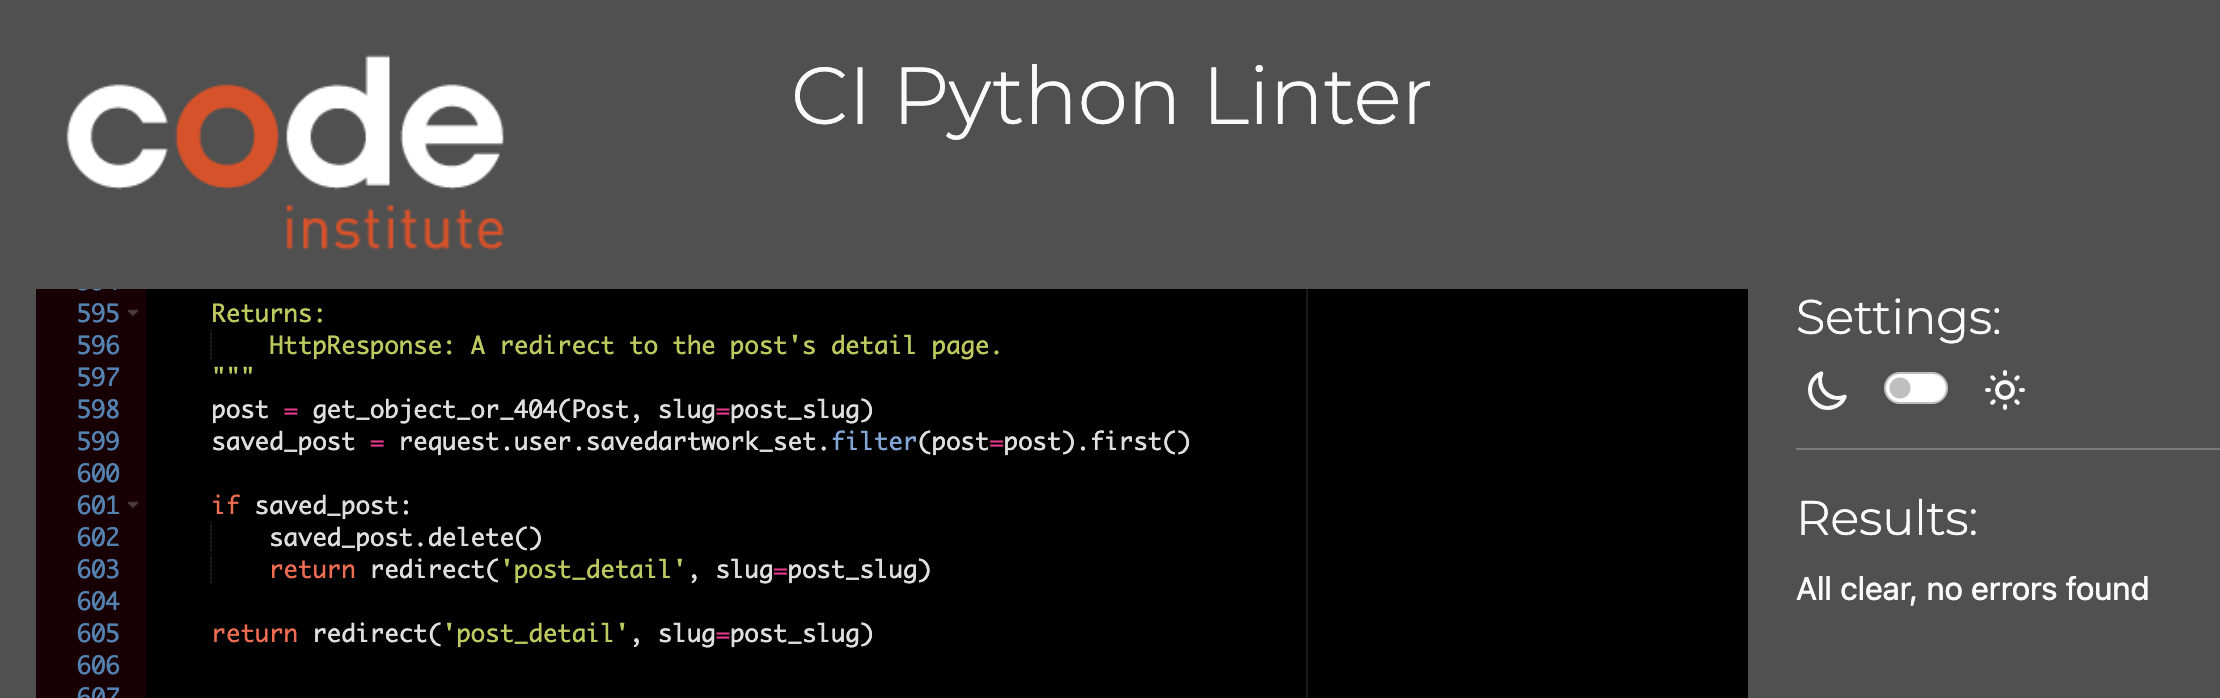 code
institute
CI Python Linter
595 Returns:
596 HttpResponse: A redirect to the post's detail page.
597 """
598 post = get_object_or_404(Post, slug=post_slug)
599 saved_post = request.user.savedartwork_set.filter(post=post).first()
600
601 if saved_post:
602 saved_post.delete()
603 return redirect('post_detail', slug=post_slug)
604
605 return redirect('post_detail', slug=post_slug)
606
Settings:
Results:
All clear, no errors found